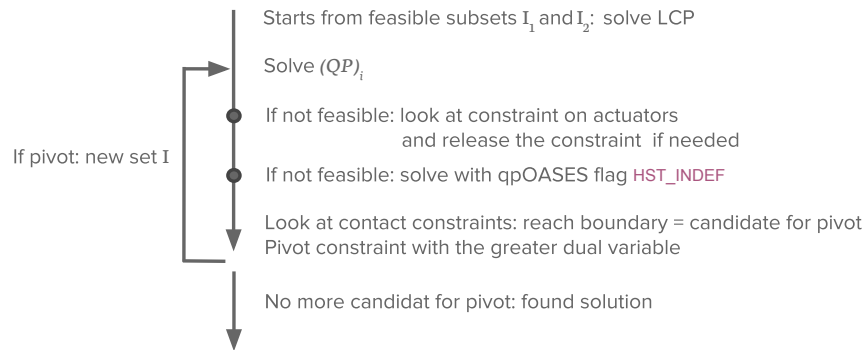 Starts from feasible subsets I₁ and I₂: solve LCP
Solve (QP)ᵢ
If not feasible: look at constraint on actuators
and release the constraint if needed
If pivot: new set I
If not feasible: solve with qpOASES flag HST_INDEF
Look at contact constraints: reach boundary = candidate for pivot
Pivot constraint with the greater dual variable
No more candidat for pivot: found solution